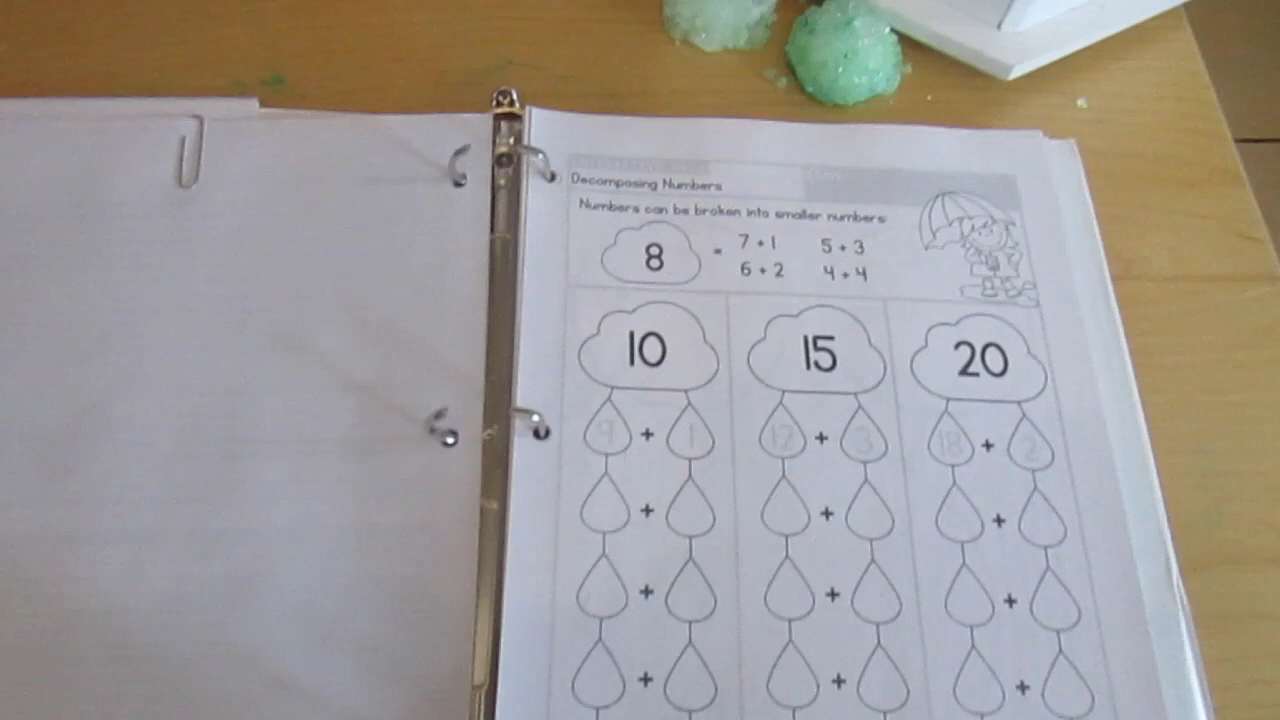 Decomposing Numbers
Numbers can be broken into smaller numbers
8 = 7 + 1 5 + 3
6 + 2 4 + 4
10 15 20
9 + 1 12 + 3 18 + 2
+ + +
+ + +
+ + +